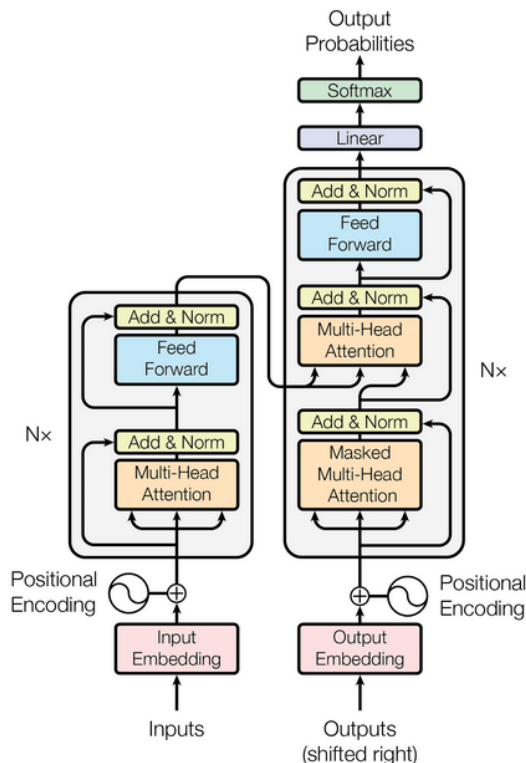 Output
Probabilities
Softmax
Linear
Add & Norm
Feed
Forward
Add & Norm
Multi-Head
Attention
Nx
Add & Norm
Masked
Multi-Head
Attention
Add & Norm
Feed
Forward
Nx
Add & Norm
Multi-Head
Attention
Positional
Encoding
Positional
Encoding
Input
Embedding
Output
Embedding
Inputs
Outputs
(shifted right)